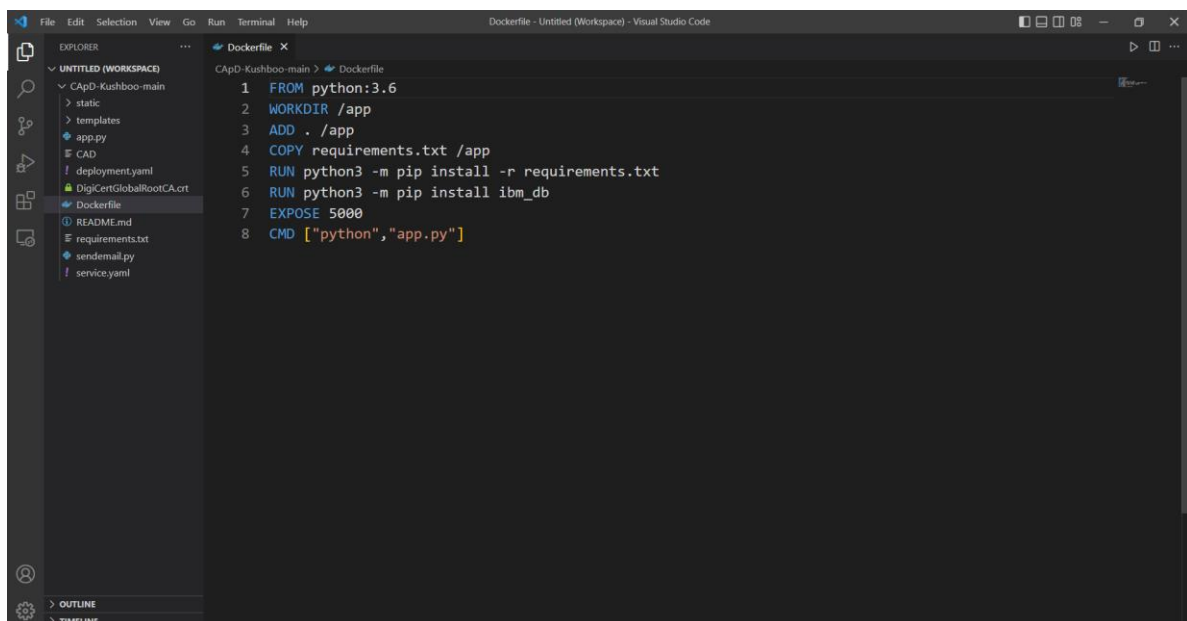 File Edit Selection View Go Run Terminal Help
Dockerfile - Untitled (Workspace) - Visual Studio Code
EXPLORER
Dockerfile
UNTITLED (WORKSPACE)
CApD-Kushboo-main > Dockerfile
CApD-Kushboo-main
static
templates
app.py
CAD
deployment.yaml
DigiCertGlobalRootCA.crt
Dockerfile
README.md
requirements.txt
sendemail.py
service.yaml
1 FROM python:3.6
2 WORKDIR /app
3 ADD . /app
4 COPY requirements.txt /app
5 RUN python3 -m pip install -r requirements.txt
6 RUN python3 -m pip install ibm_db
7 EXPOSE 5000
8 CMD ["python","app.py"]
OUTLINE
TIMELINE